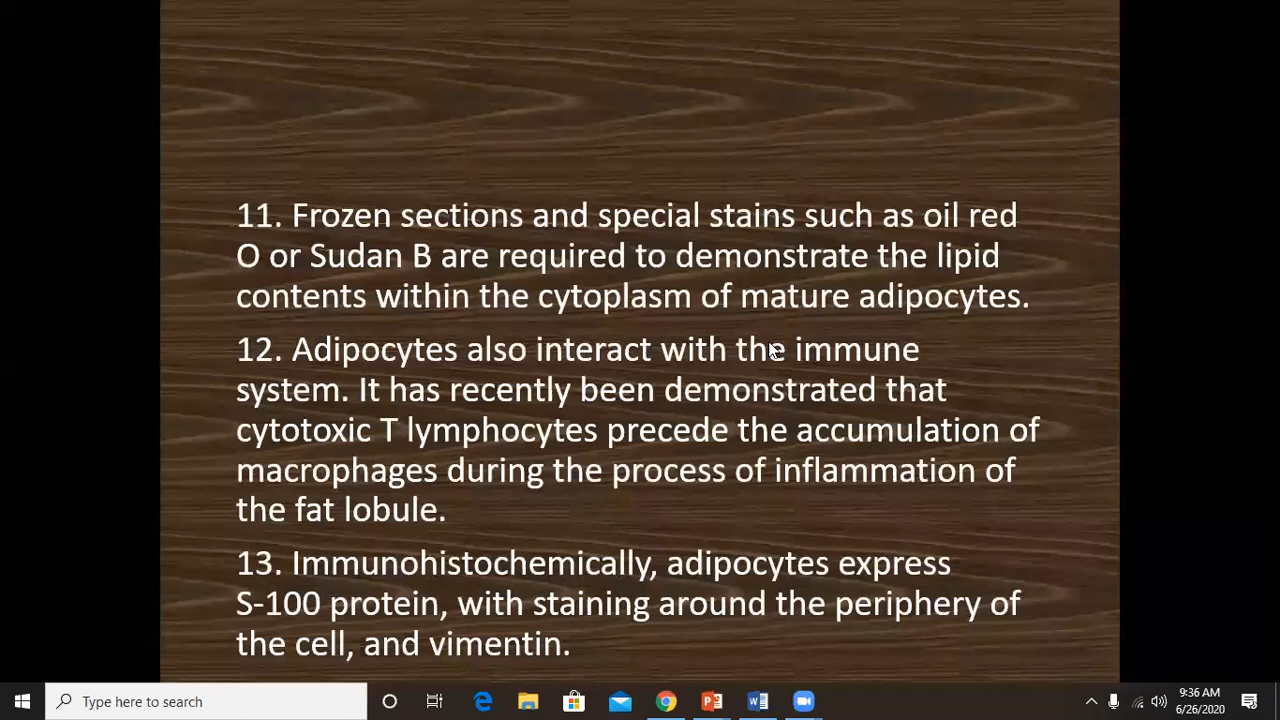 11. Frozen sections and special stains such as oil red
O or Sudan B are required to demonstrate the lipid
contents within the cytoplasm of mature adipocytes.
12. Adipocytes also interact with the immune
system. It has recently been demonstrated that
cytotoxic T lymphocytes precede the accumulation of
macrophages during the process of inflammation of
the fat lobule.
13. Immunohistochemically, adipocytes express
S-100 protein, with staining around the periphery of
the cell, and vimentin.
Type here to search
9:36 AM
6/26/2020